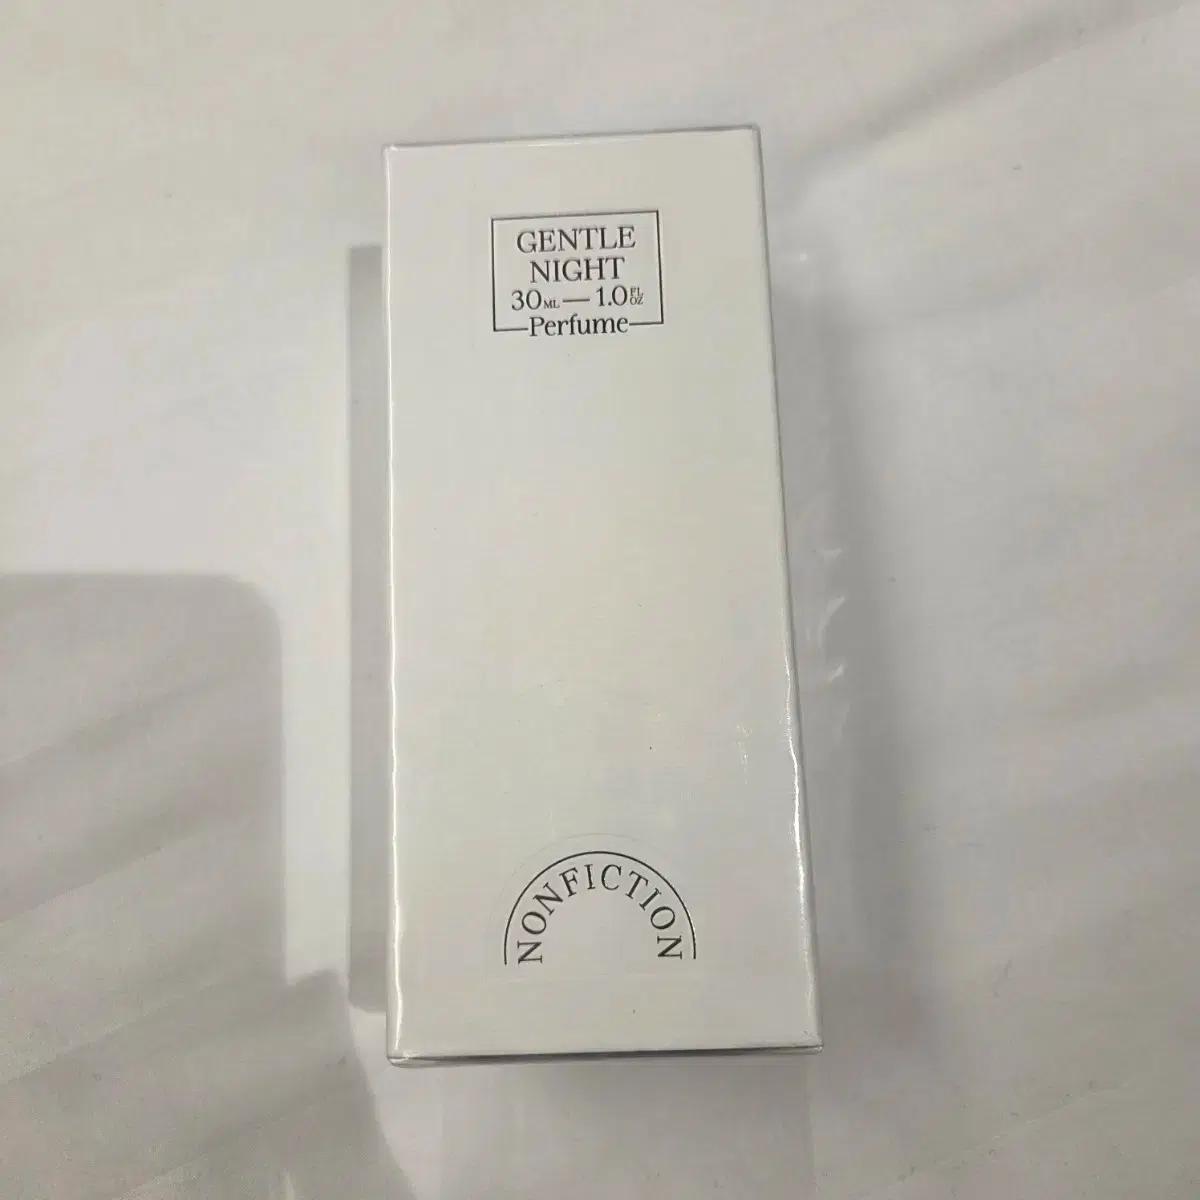 GENTLE
NIGHT
30ML — 1.0 FL OZ
Perfume
NONFICTION